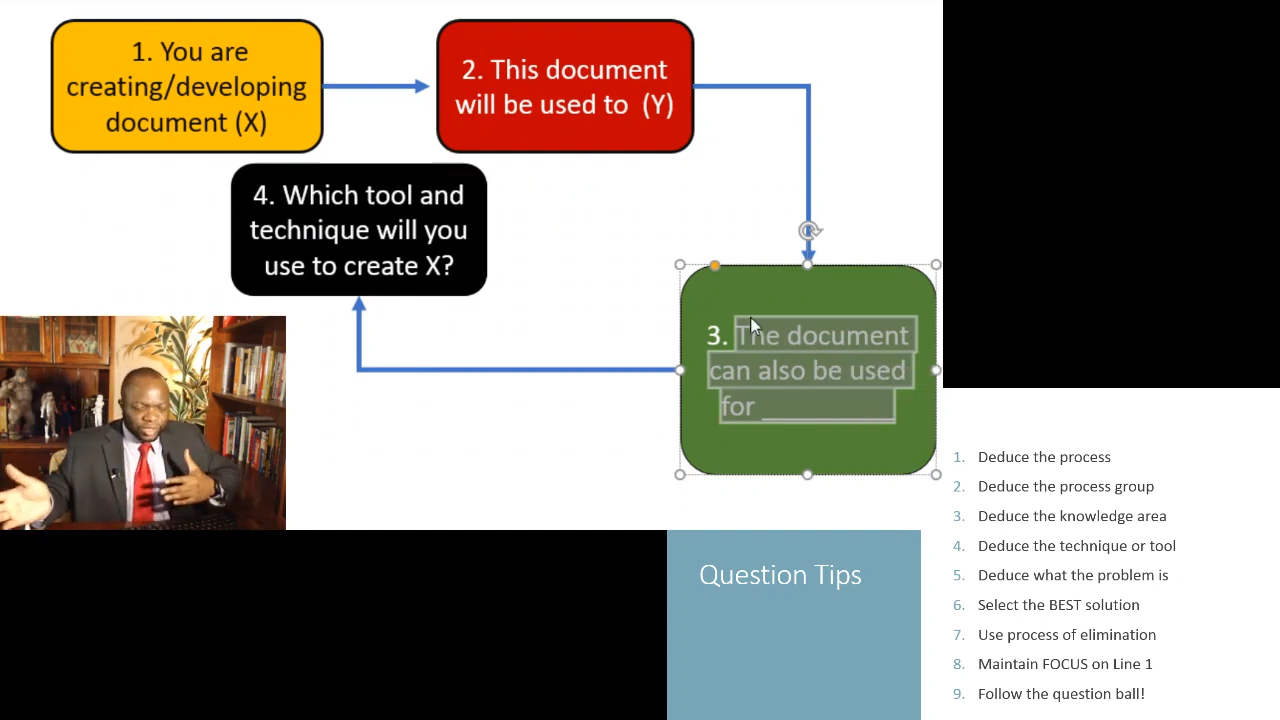 1. You are
creating/developing
document (X)
2. This document
will be used to (Y)
4. Which tool and
technique will you
use to create X?
3. The document
can also be used
for __________
Question Tips
1. Deduce the process
2. Deduce the process group
3. Deduce the knowledge area
4. Deduce the technique or tool
5. Deduce what the problem is
6. Select the BEST solution
7. Use process of elimination
8. Maintain FOCUS on Line 1
9. Follow the question ball!